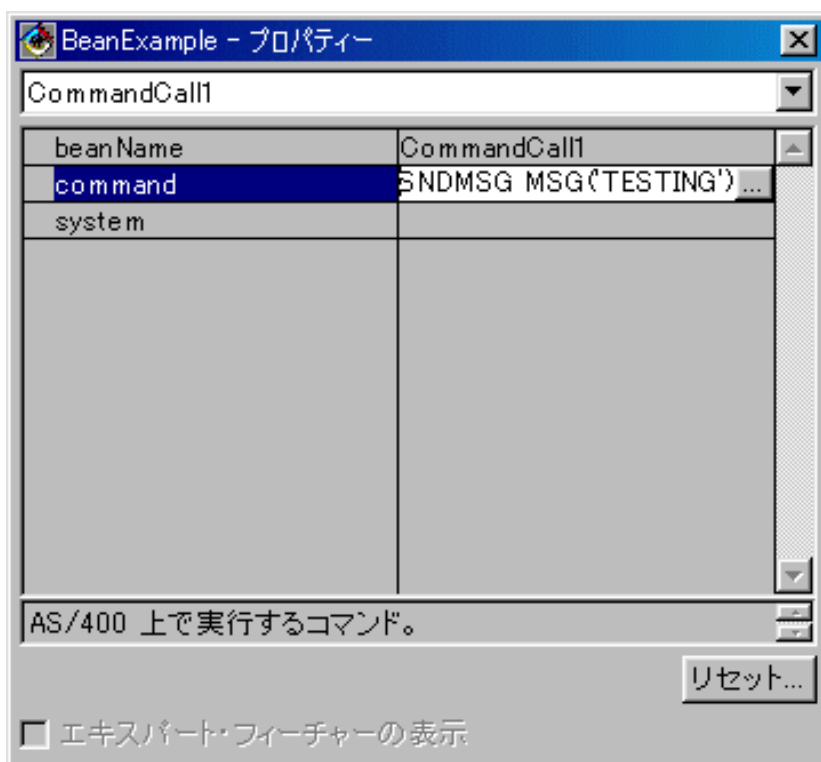 BeanExample - プロパティー
CommandCall1
beanName CommandCall1
command SNDMSG MSG('TESTING') ...
system
AS/400 上で実行するコマンド。
リセット...
エキスパート・フィーチャーの表示